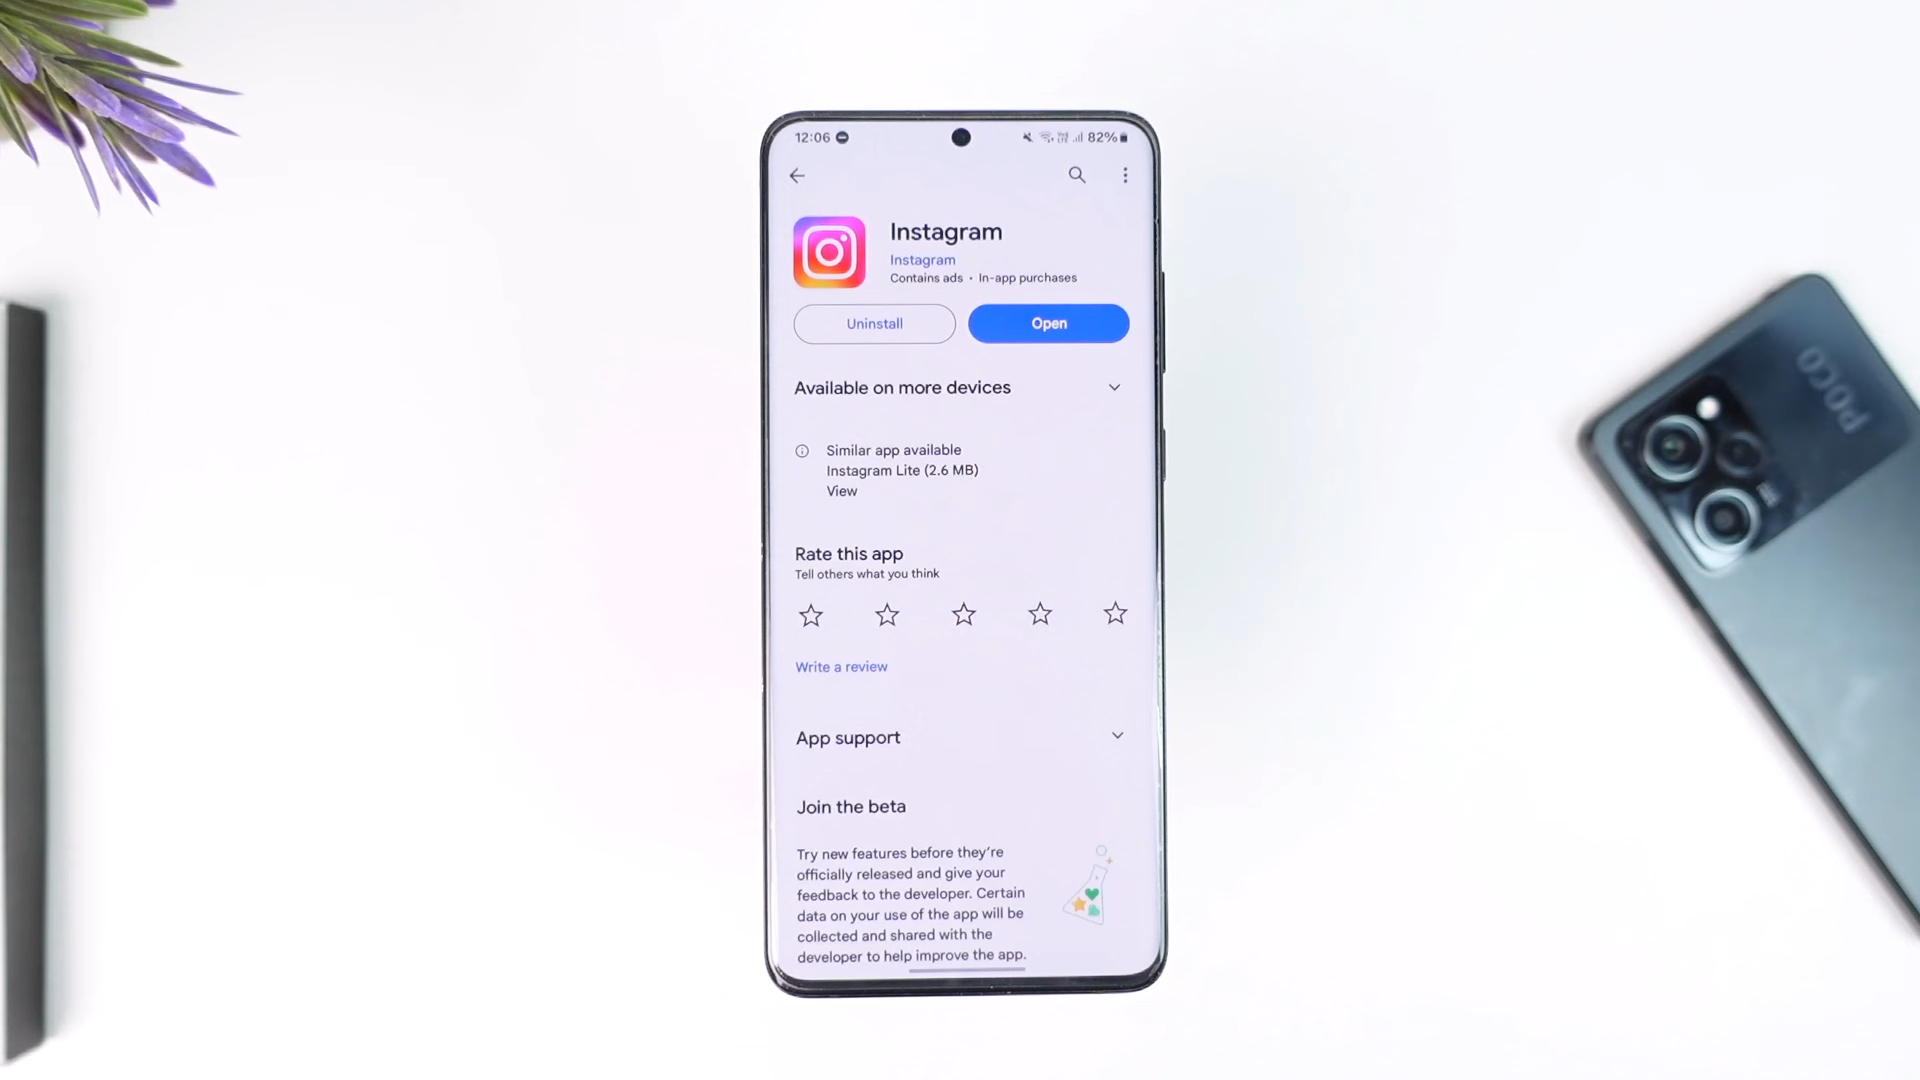 12:06
82%
Instagram
Instagram
Contains ads • In-app purchases
Uninstall
Open
Available on more devices
Similar app available
Instagram Lite (2.6 MB)
View
Rate this app
Tell others what you think
Write a review
App support
Join the beta
Try new features before they’re
officially released and give your
feedback to the developer. Certain
data on your use of the app will be
collected and shared with the
developer to help improve the app.
POCO